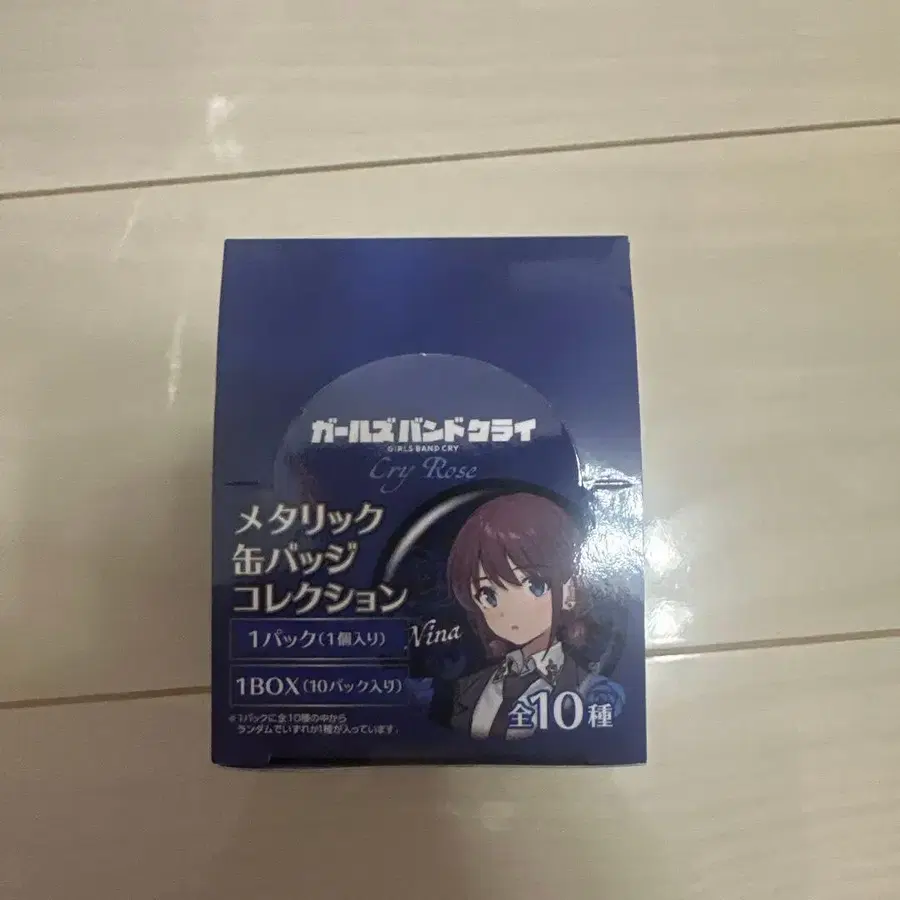 ガールズバンドクライ
GIRLS BAND CRY
Cry Rose
メタリック
缶バッジ
コレクション
Nina
1パック(1個入り)
1BOX(10パック入り)
全10種
※1パックに全10種の中から
ランダムでいずれか1種が入っています。